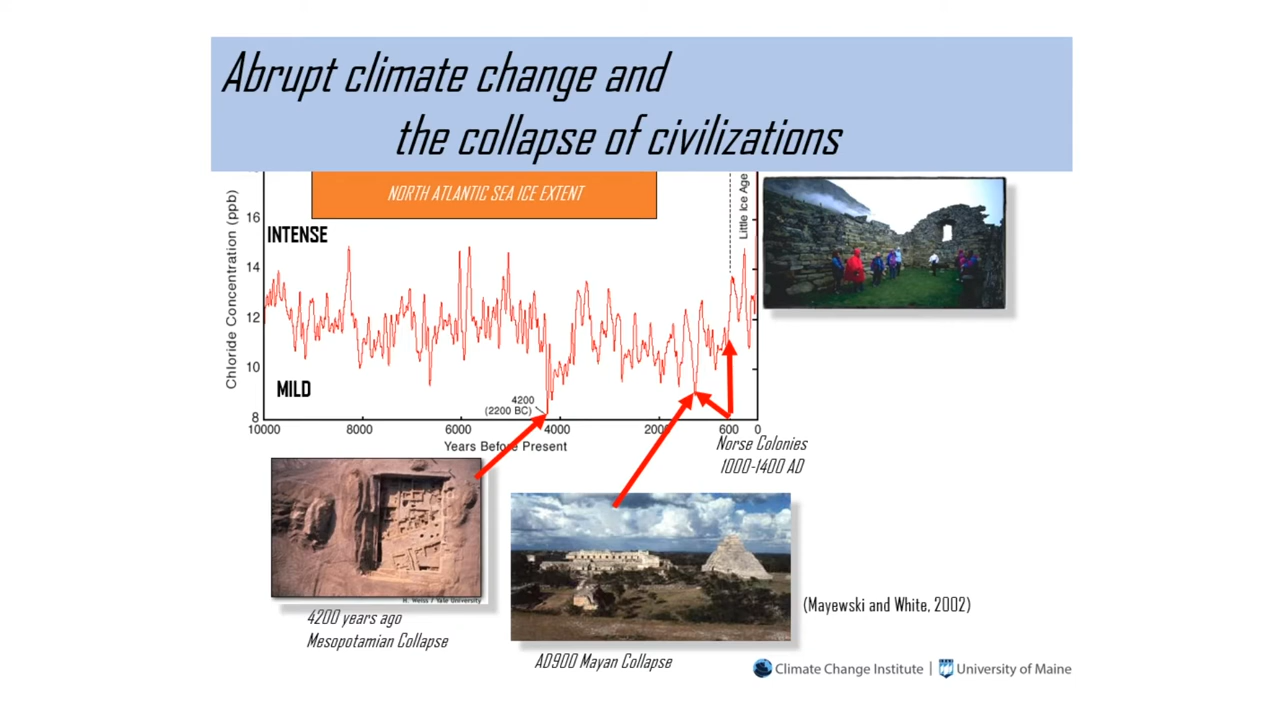 Abrupt climate change and
the collapse of civilizations
NORTH ATLANTIC SEA ICE EXTENT
Chloride Concentration (ppb)
16
14
12
10
8
INTENSE
MILD
Little Ice Age
4200
(2200 BC)
10000 8000 6000 4000 2000 600 0
Years Before Present
Norse Colonies
1000-1400 AD
H. Weiss / Yale University
4200 years ago
Mesopotamian Collapse
AD900 Mayan Collapse
(Mayewski and White, 2002)
Climate Change Institute | University of Maine